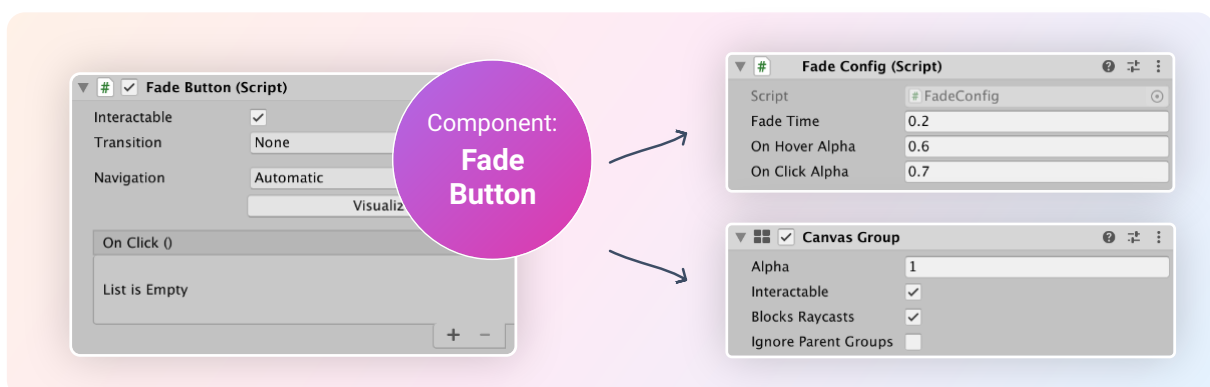 Fade Button (Script)
Interactable
Transition None
Navigation Automatic
On Click ()
List is Empty
+ −
Component:
Fade
Button
Fade Config (Script)
Script # FadeConfig
Fade Time 0.2
On Hover Alpha 0.6
On Click Alpha 0.7
Canvas Group
Alpha 1
Interactable
Blocks Raycasts
Ignore Parent Groups